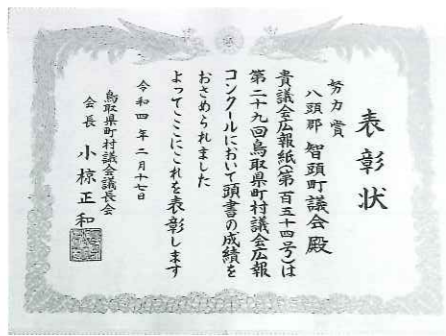 表彰状
努力賞
八頭郡 智頭町議会 殿
貴議会広報紙(第百五十四号)は
第二十九回鳥取県町村議会広報
コンクールにおいて頭書の成績を
おさめられました
よってここにこれを表彰します
令和四年二月十七日
鳥取県町村議会議長会
会長 小椋正和